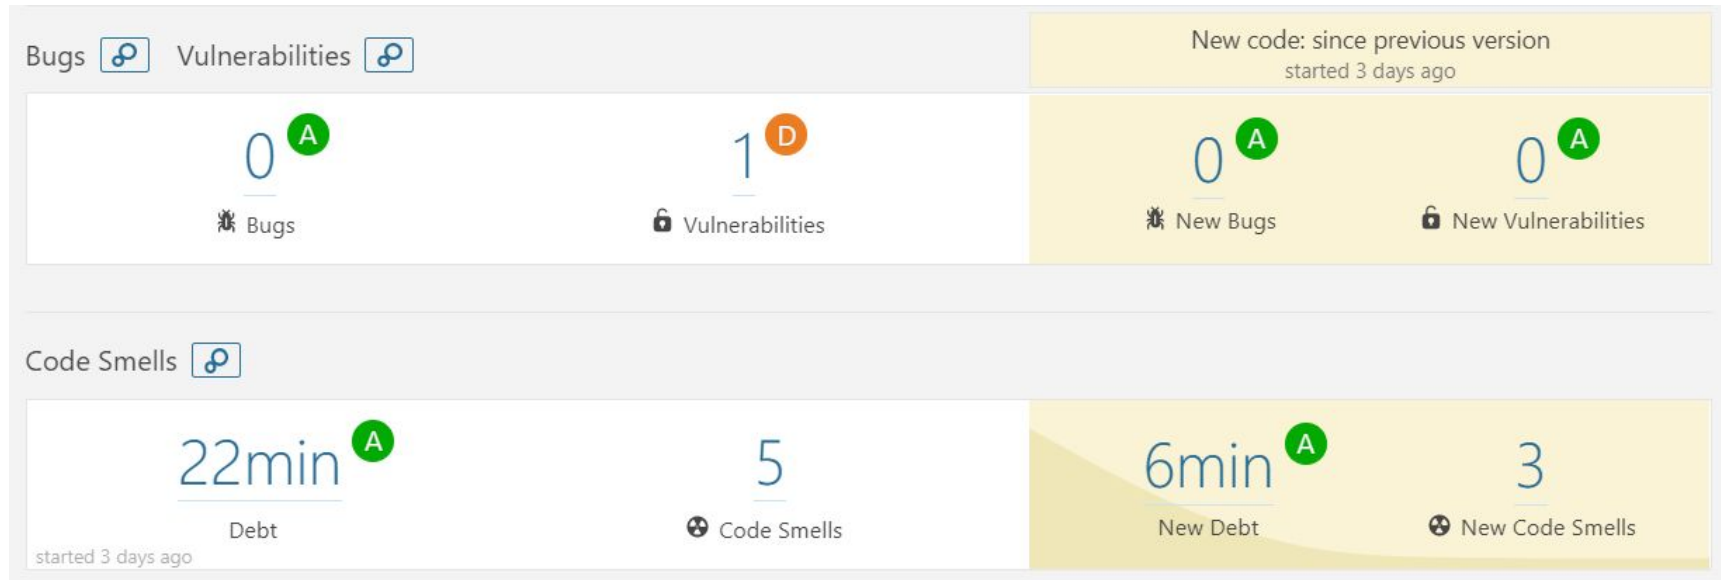 Bugs Vulnerabilities
New code: since previous version
started 3 days ago
0 A
Bugs
1 D
Vulnerabilities
0 A
New Bugs
0 A
New Vulnerabilities
Code Smells
22min A
Debt
started 3 days ago
5
Code Smells
6min A
New Debt
3
New Code Smells